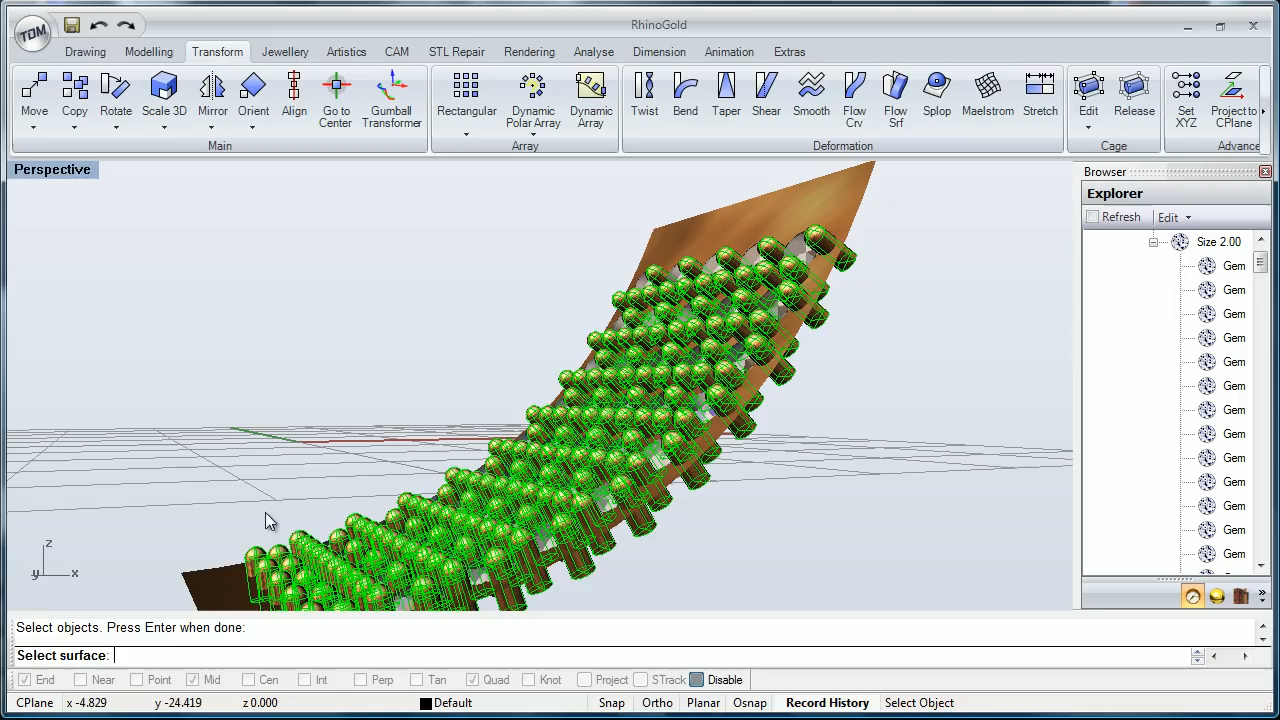 TDM
RhinoGold
Drawing Modelling Transform Jewellery Artistics CAM STL Repair Rendering Analyse Dimension Animation Extras
Move Copy Rotate Scale 3D Mirror Orient Align Go to Center Gumball Transformer Rectangular Dynamic Polar Array Dynamic Array Twist Bend Taper Shear Smooth Flow Crv Flow Srf Splop Maelstrom Stretch Edit Release Set XYZ Project to CPlane
Main Array Deformation Cage Advance
Perspective
Browser
Explorer
Refresh Edit
Size 2.00
Gem
Gem
Gem
Gem
Gem
Gem
Gem
Gem
Gem
Gem
Gem
Gem
Gem
z
y x
Select objects. Press Enter when done:
Select surface:
End Near Point Mid Cen Int Perp Tan Quad Knot Project STrack Disable
CPlane x -4.829 y -24.419 z 0.000 Default Snap Ortho Planar Osnap Record History Select Object